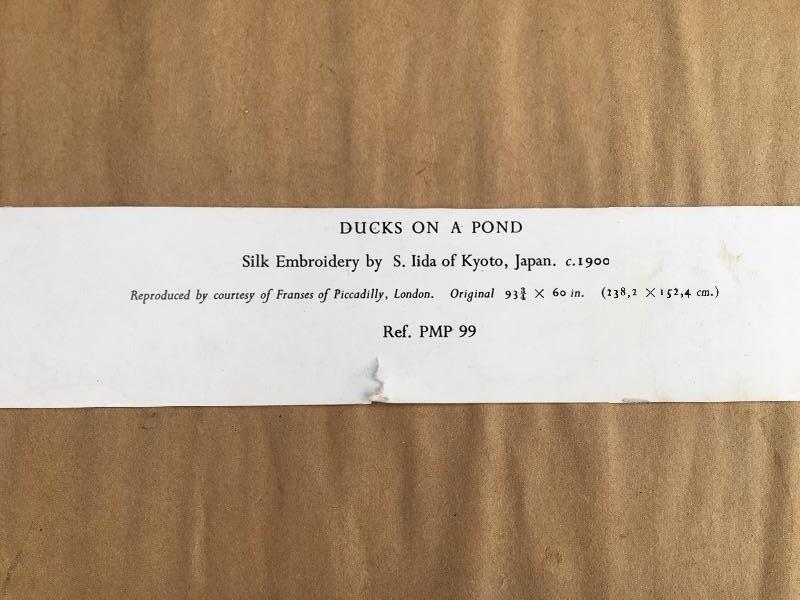 DUCKS ON A POND
Silk Embroidery by S. Iida of Kyoto, Japan. c.1900
Reproduced by courtesy of Franses of Piccadilly, London. Original 93¾ × 60 in. (238,2 × 152,4 cm.)
Ref. PMP 99